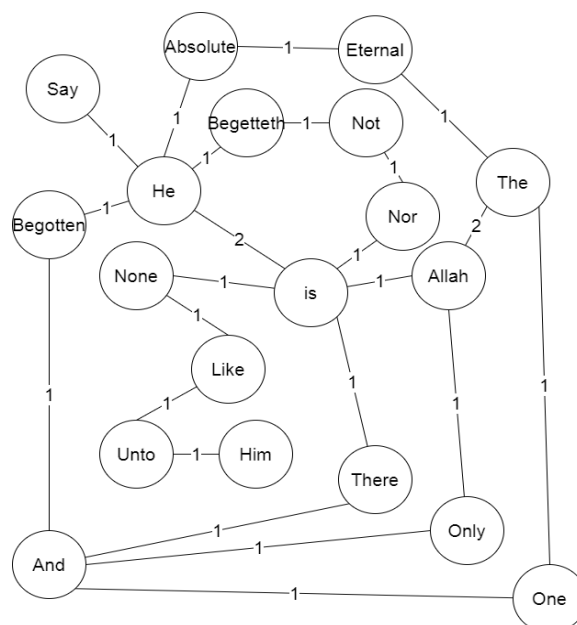 Absolute
1
Eternal
Say
1
1
1
Begetteth
1
Not
1
He
1
The
Begotten
1
2
Nor
2
None
1
is
1
1
Allah
1
Like
1
1
1
1
1
Unto
1
Him
There
1
Only
1
And
1
One